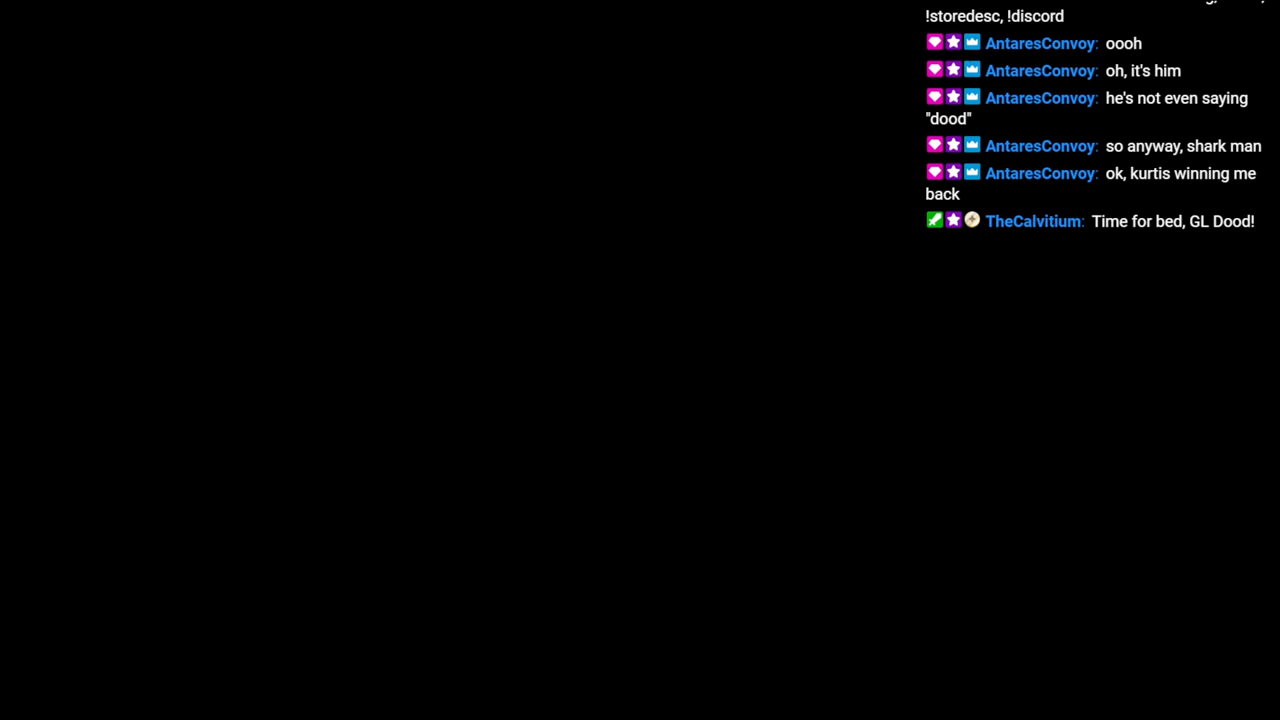 !storedesc, !discord
AntaresConvoy: oooh
AntaresConvoy: oh, it's him
AntaresConvoy: he's not even saying
"dood"
AntaresConvoy: so anyway, shark man
AntaresConvoy: ok, kurtis winning me
back
TheCalvitium: Time for bed, GL Dood!